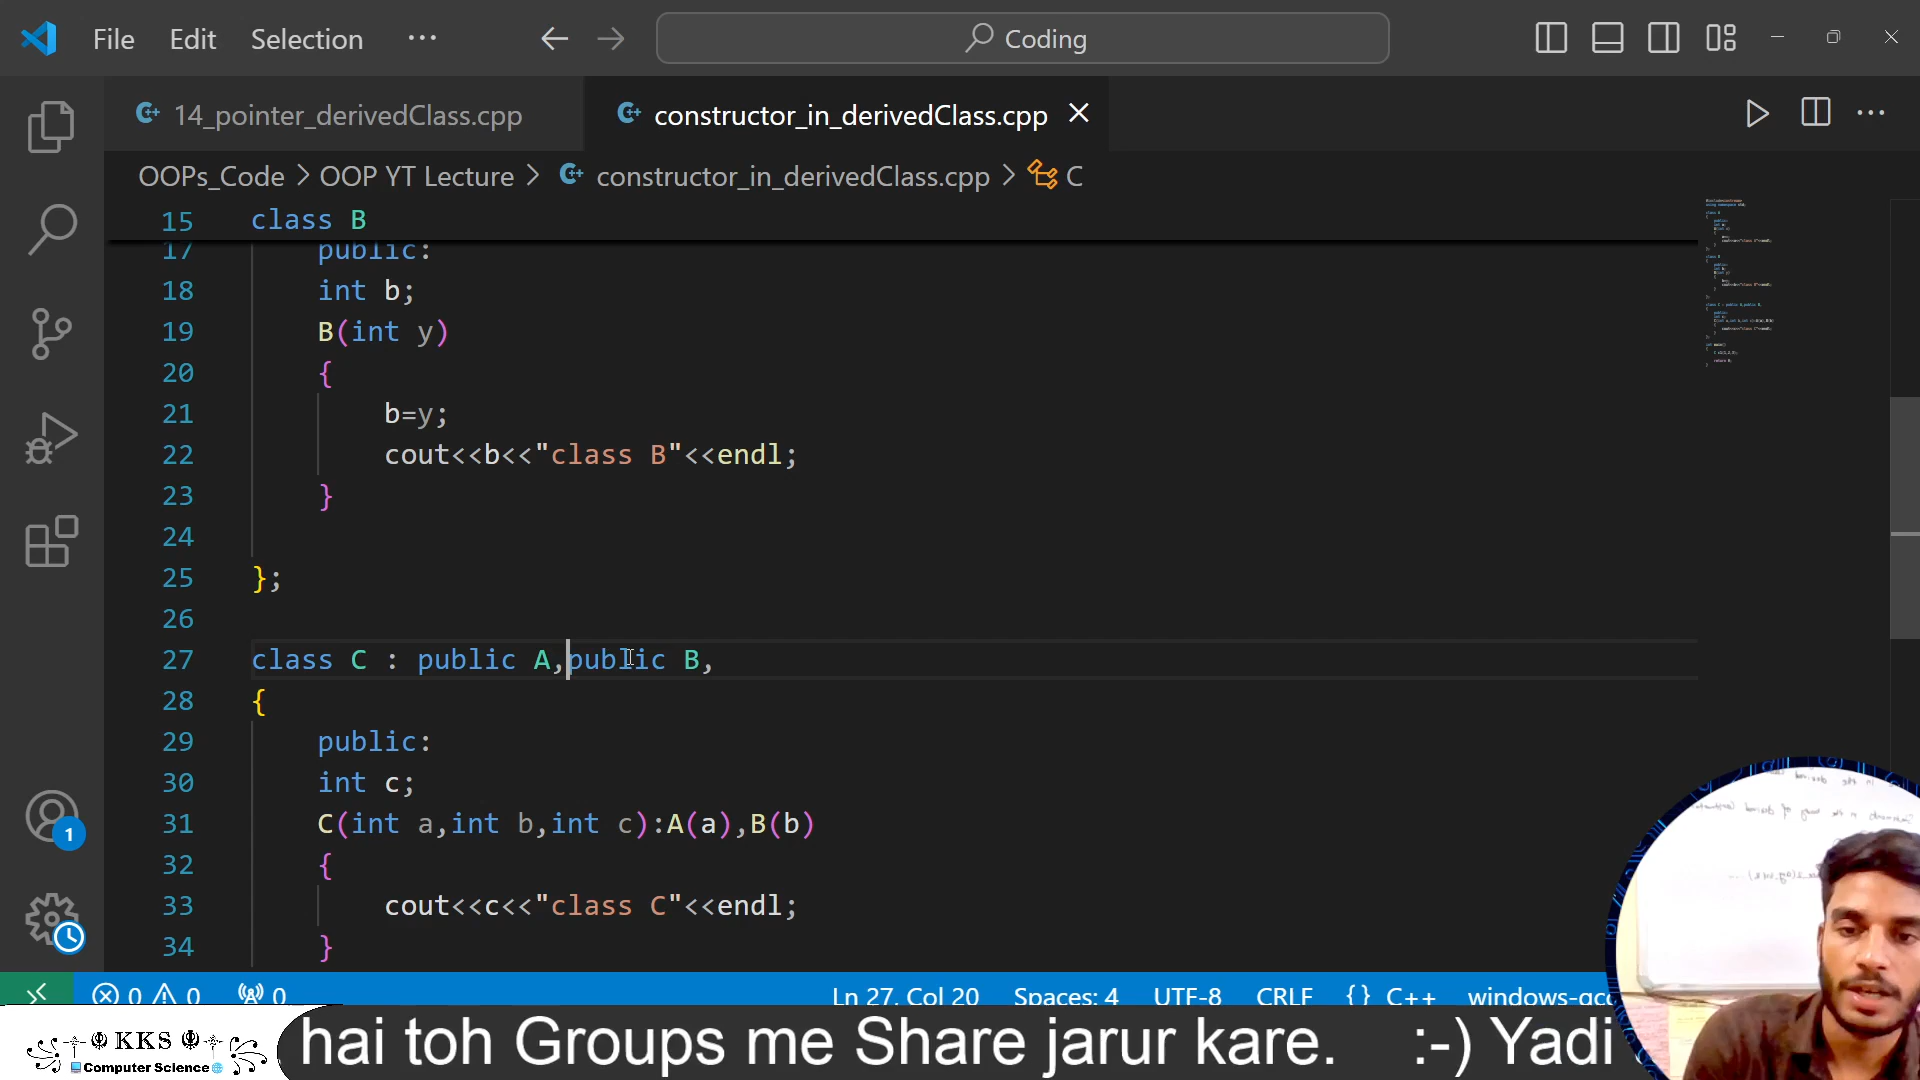 File Edit Selection ···
Coding
14_pointer_derivedClass.cpp
constructor_in_derivedClass.cpp
OOPs_Code > OOP YT Lecture > constructor_in_derivedClass.cpp > C
15 class B
17 public:
18 int b;
19 B(int y)
20 {
21 b=y;
22 cout<<b<<"class B"<<endl;
23 }
24
25 };
26
27 class C : public A,public B,
28 {
29 public:
30 int c;
31 C(int a,int b,int c):A(a),B(b)
32 {
33 cout<<c<<"class C"<<endl;
34 }
1
0 0 0 Ln 27, Col 20 Spaces: 4 UTF-8 CRLF {} C++ windows-gcc
KKS
Computer Science
hai toh Groups me Share jarur kare. :-) Yadi